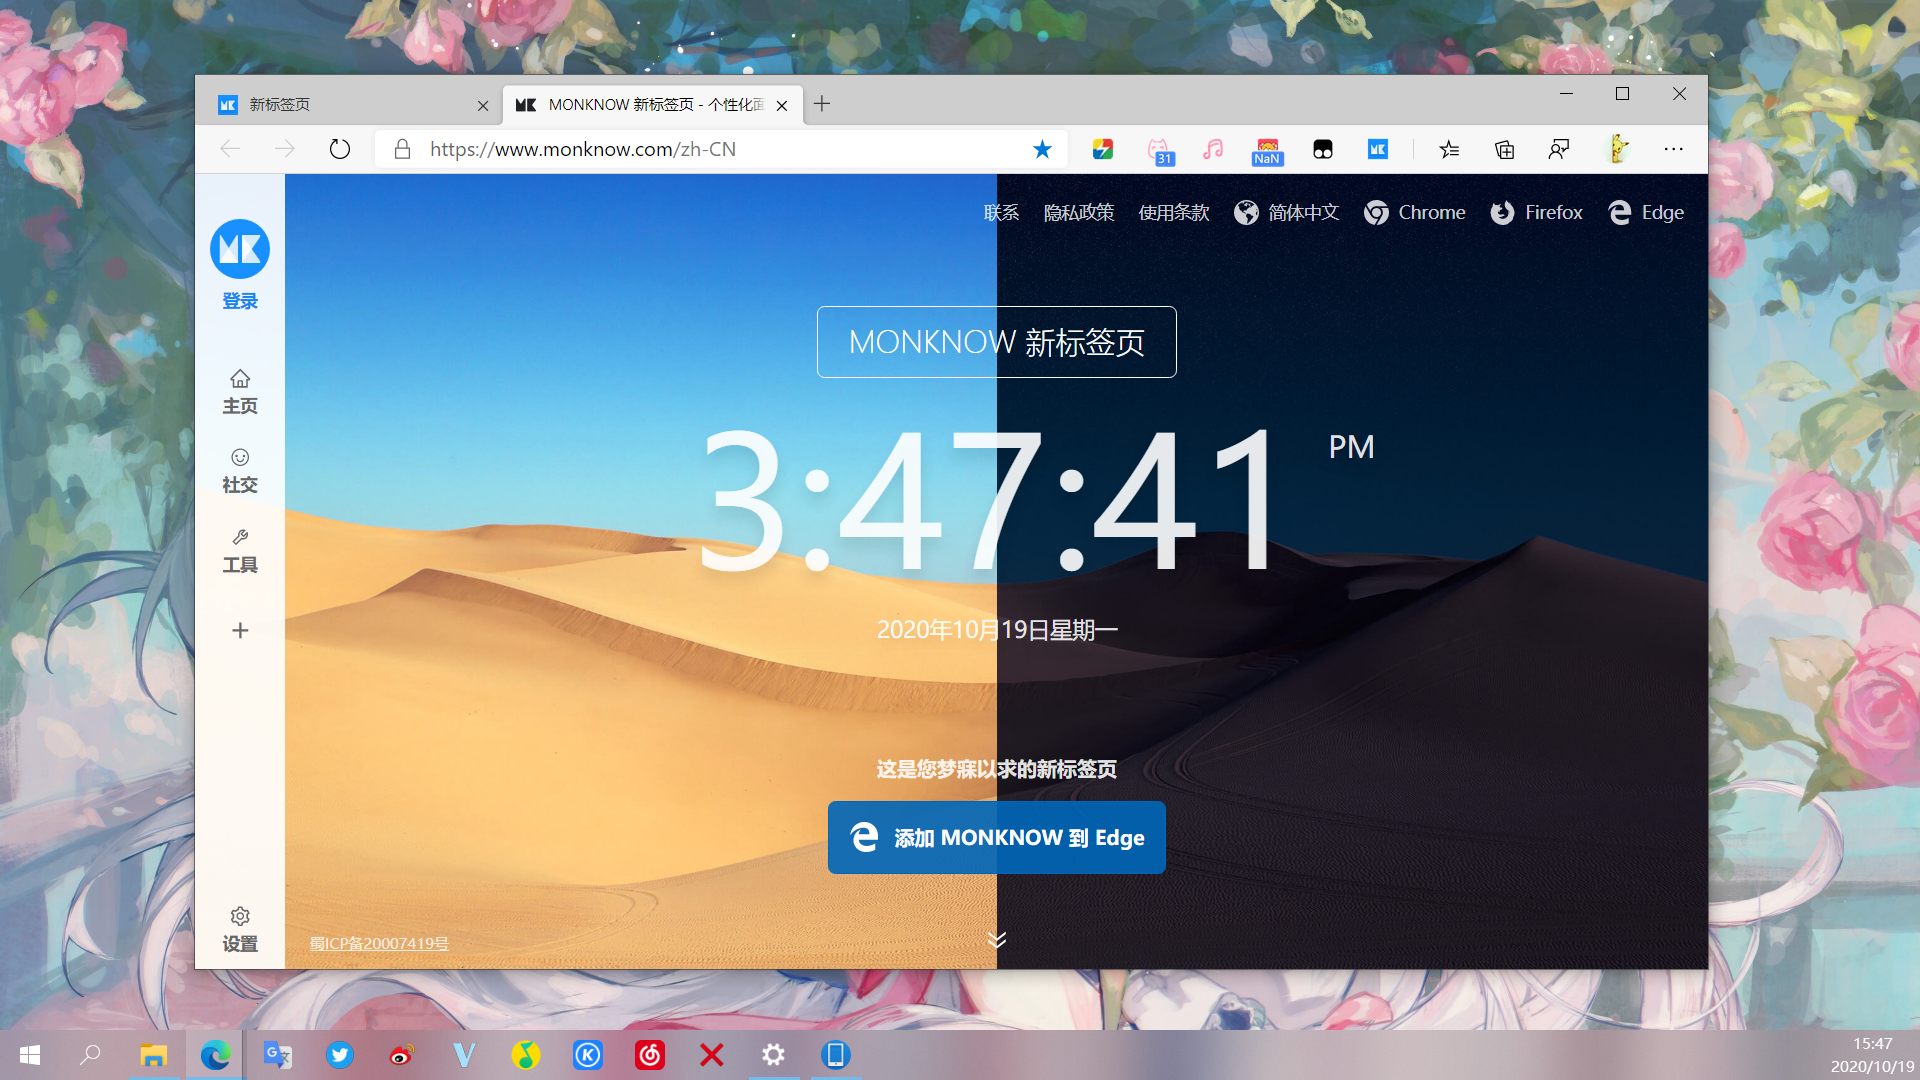 新标签页
MONKNOW 新标签页 - 个性化
https://www.monknow.com/zh-CN
31
NaN
MK
MK
登录
主页
社交
工具
设置
联系
隐私政策
使用条款
简体中文
Chrome
Firefox
Edge
MONKNOW 新标签页
3:47:41
PM
2020年10月19日星期一
这是您梦寐以求的新标签页
添加 MONKNOW 到 Edge
蜀ICP备20007419号
15:47
2020/10/19